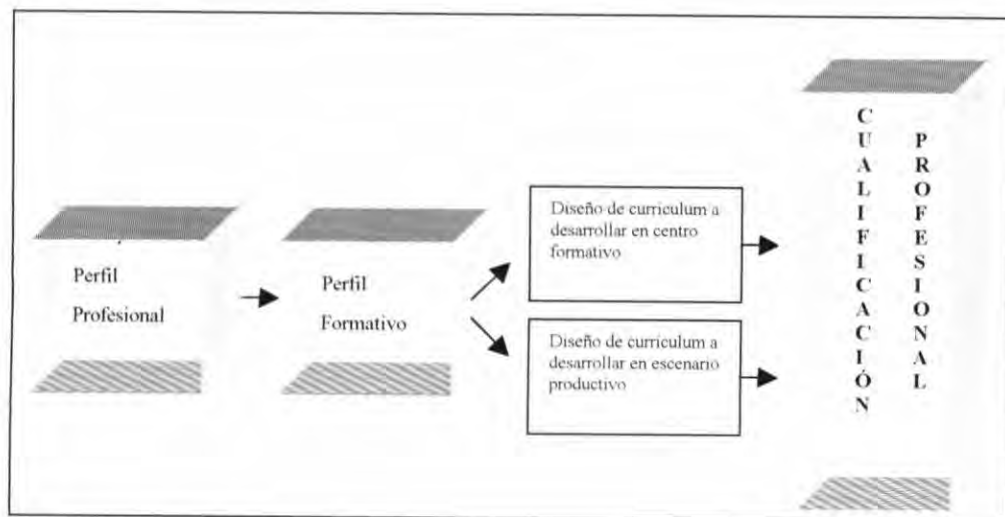 Perfil
Profesional
Perfil
Formativo
Diseño de curriculum a
desarrollar en centro
formativo
Diseño de curriculum a
desarrollar en escenario
productivo
CUALIFICACIÓN
PROFESIONAL